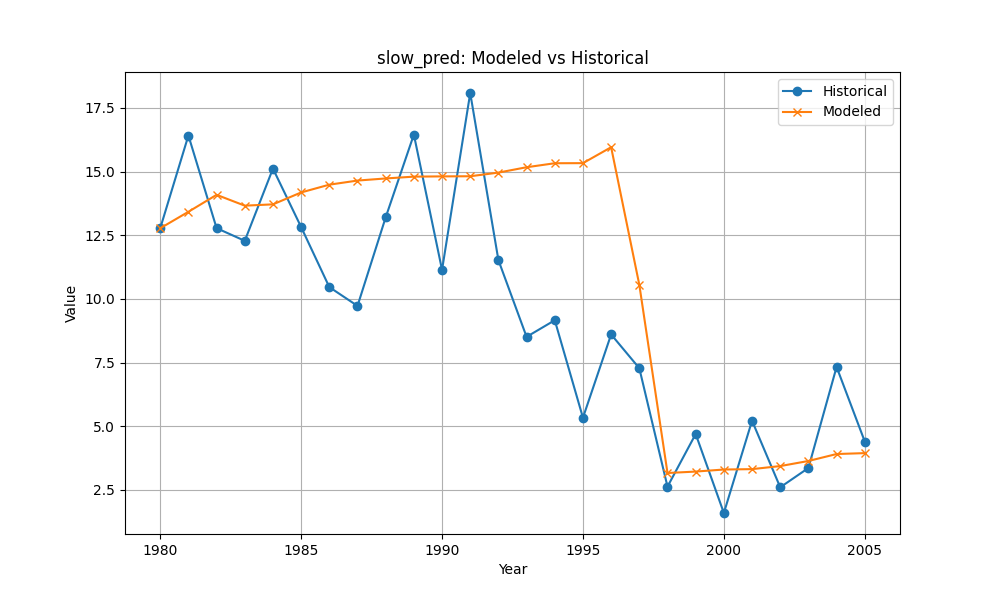 slow_pred: Modeled vs Historical
Historical
Modeled
Value
17.5
15.0
12.5
10.0
7.5
5.0
2.5
1980
1985
1990
1995
2000
2005
Year